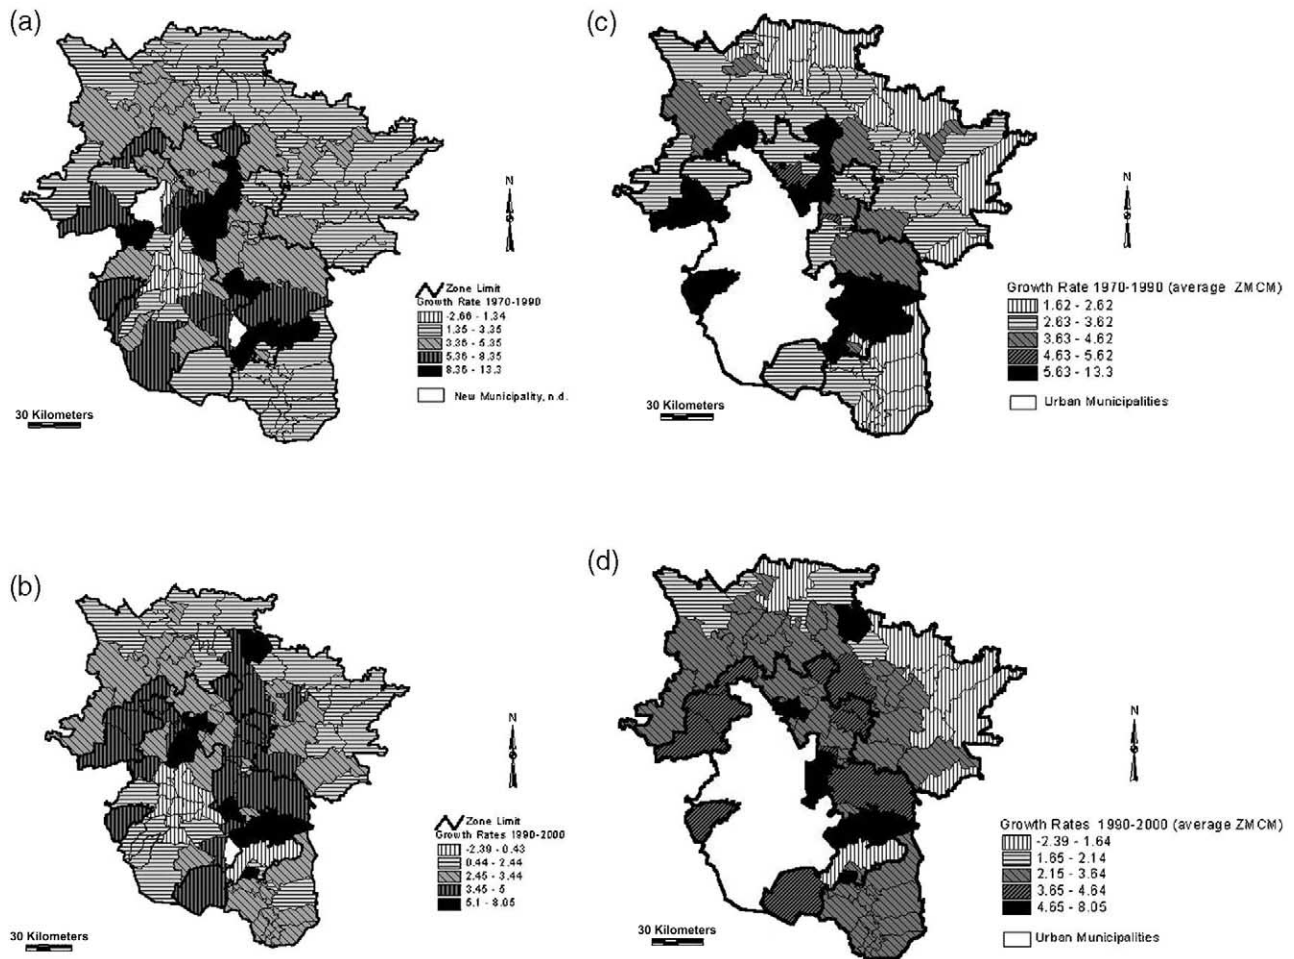 (a)
N
Zone Limit
Growth Rate 1970-1990
-2.66 - 1.34
1.35 - 3.35
3.36 - 5.35
5.36 - 8.35
8.36 - 13.3
New Municipality, n.d.
30 Kilometers
(c)
N
Growth Rate 1970-1990 (average ZMCM)
1.62 - 2.62
2.63 - 3.62
3.63 - 4.62
4.63 - 5.62
5.63 - 13.3
Urban Municipalities
30 Kilometers
(b)
N
Zone Limit
Growth Rates 1990-2000
-2.39 - 0.43
0.44 - 2.44
2.45 - 3.44
3.45 - 5
5.1 - 8.05
30 Kilometers
(d)
N
Growth Rates 1990-2000 (average ZMCM)
-2.39 - 1.64
1.65 - 2.14
2.15 - 3.64
3.65 - 4.64
4.65 - 8.05
Urban Municipalities
30 Kilometers